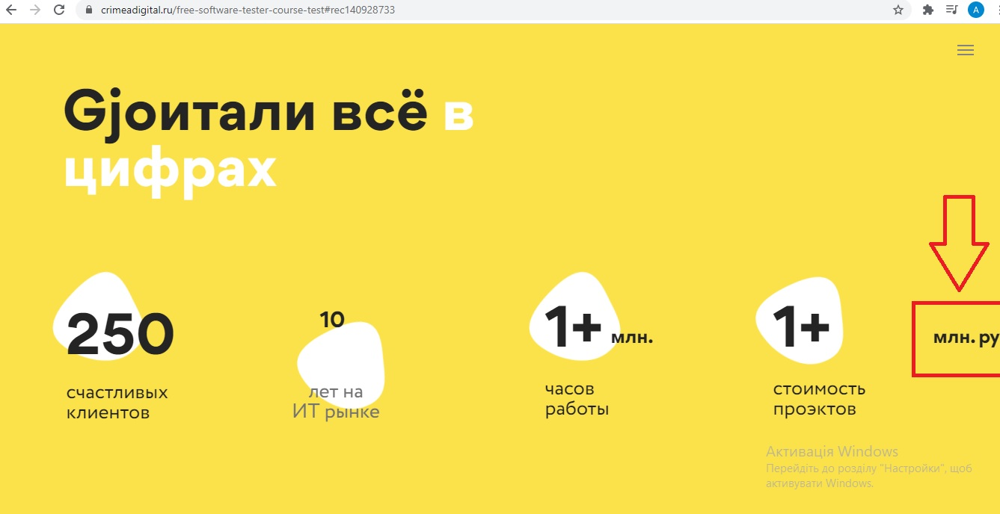 crimeadigital.ru/free-software-tester-course-test#rec140928733
A
Gjоитали всё в
цифрах
250
счастливых
клиентов
10
лет на
ИТ рынке
1+ млн.
часов
работы
1+ млн. ру
стоимость
проэктов
Активація Windows
Перейдіть до розділу "Настройки", щоб
активувати Windows.